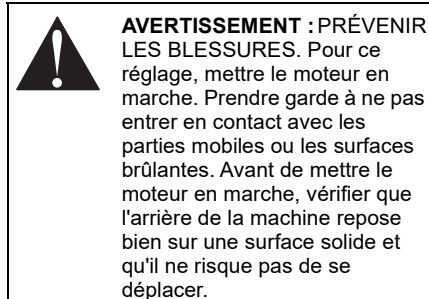 AVERTISSEMENT : PRÉVENIR
LES BLESSURES. Pour ce
réglage, mettre le moteur en
marche. Prendre garde à ne pas
entrer en contact avec les
parties mobiles ou les surfaces
brûlantes. Avant de mettre le
moteur en marche, vérifier que
l'arrière de la machine repose
bien sur une surface solide et
qu'il ne risque pas de se
déplacer.